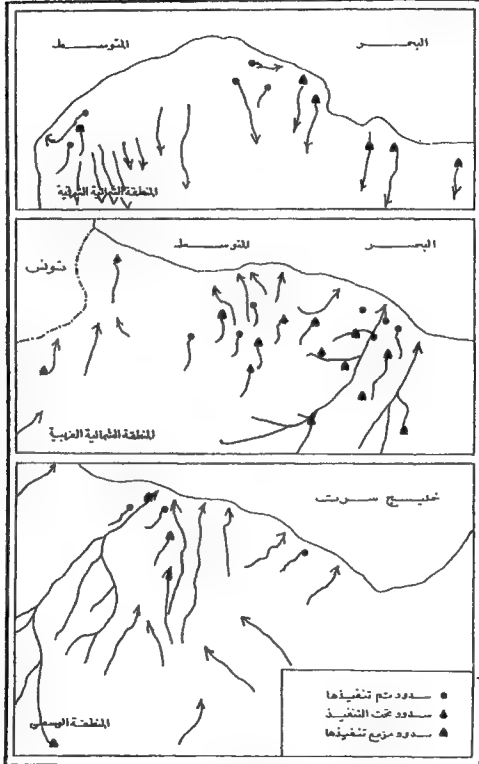 البحر المتوسط
المنطقة الشمالية الشرقية
البحر المتوسط
تونس
المنطقة الشمالية الغربية
خليج سرت
المنطقة الوسطى
سدود تم تنفيذها
سدود تحت التنفيذ
سدود مزمع تنفيذها